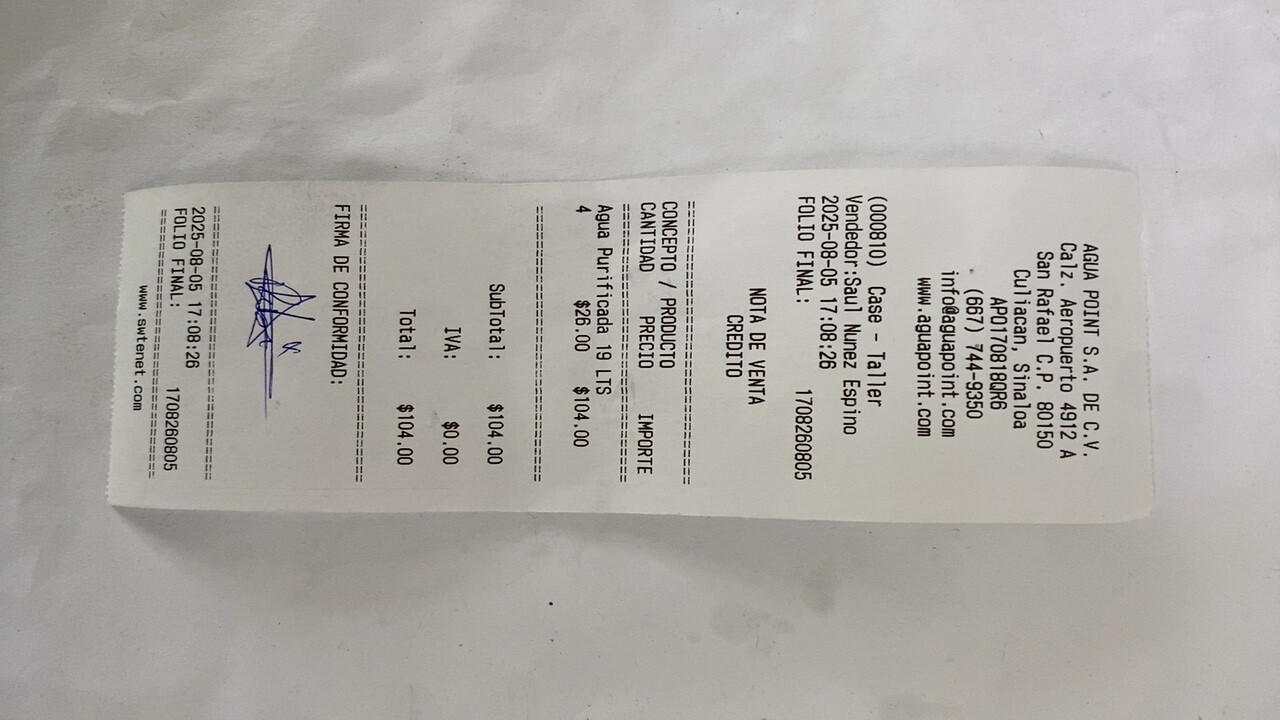 AGUA POINT S.A. DE C.V.
Calz. Aeropuerto 4912 A
San Rafael C.P. 80150
Culiacan, Sinaloa
APO170818QR6
(667) 744-9350
info@aguapoint.com
www.aguapoint.com
(000810) Case - Taller
Vendedor:Saul Nunez Espino
2025-08-05 17:08:26
FOLIO FINAL: 1708260805
NOTA DE VENTA
CREDITO
CONCEPTO / PRODUCTO
CANTIDAD PRECIO IMPORTE
Agua Purificada 19 LTS
4 $26.00 $104.00
SubTotal: $104.00
IVA: $0.00
Total: $104.00
FIRMA DE CONFORMIDAD:
2025-08-05 17:08:26
FOLIO FINAL: 1708260805
www.swtenet.com